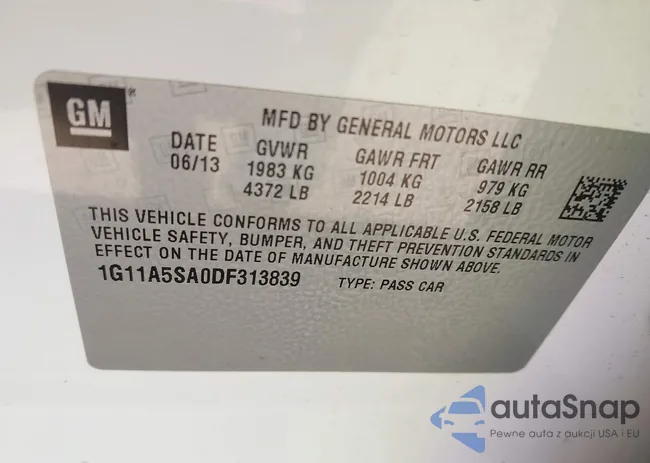 GM ®
MFD BY GENERAL MOTORS LLC
DATE GVWR GAWR FRT GAWR RR
06/13 1983 KG 1004 KG 979 KG
4372 LB 2214 LB 2158 LB
THIS VEHICLE CONFORMS TO ALL APPLICABLE U.S. FEDERAL MOTOR
VEHICLE SAFETY, BUMPER, AND THEFT PREVENTION STANDARDS IN
EFFECT ON THE DATE OF MANUFACTURE SHOWN ABOVE.
1G11A5SA0DF313839 TYPE: PASS CAR
autaSnap
Pewne auta z aukcji USA i EU